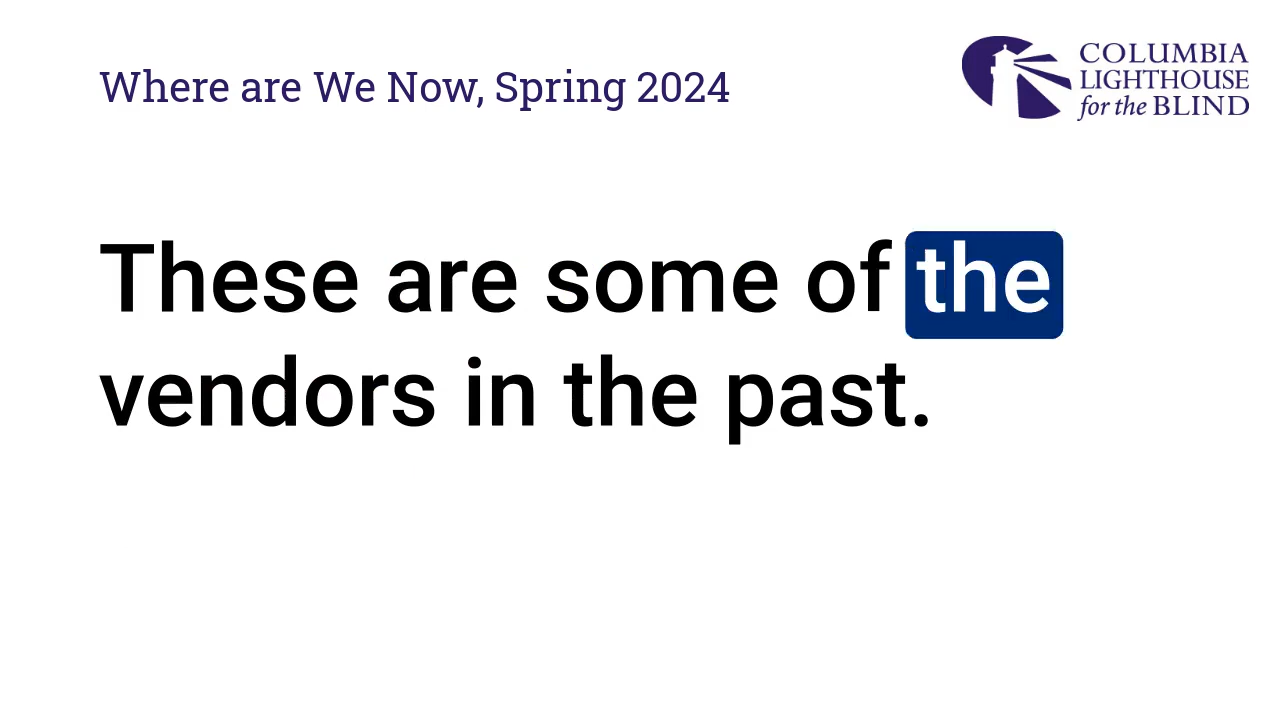 Where are We Now, Spring 2024
COLUMBIA
LIGHTHOUSE
for the BLIND
These are some of the
vendors in the past.